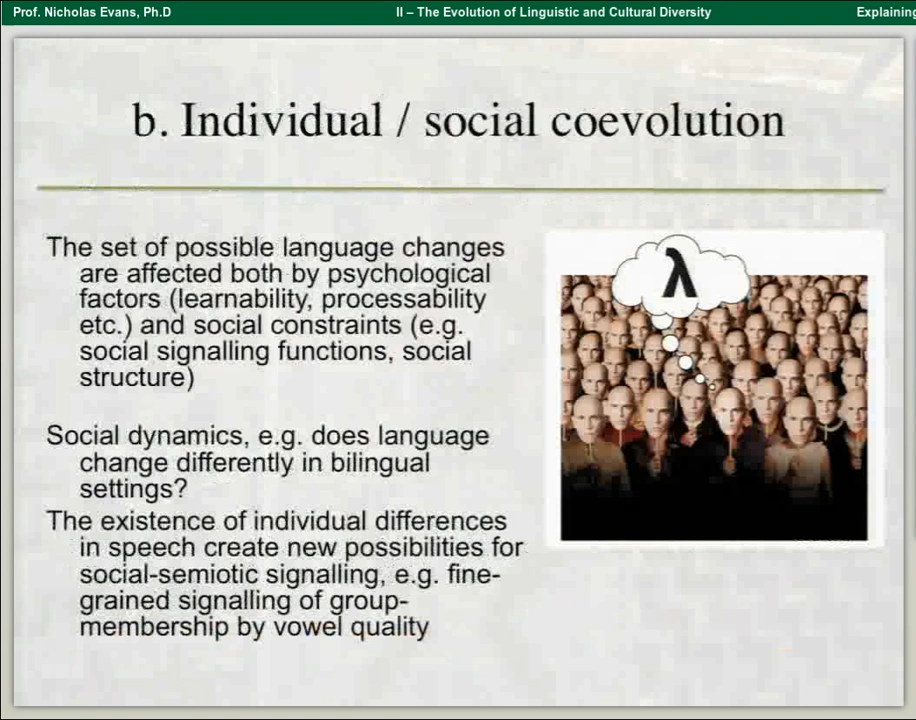 Prof. Nicholas Evans, Ph.D
II – The Evolution of Linguistic and Cultural Diversity
Explaining
b. Individual / social coevolution
The set of possible language changes
are affected both by psychological
factors (learnability, processability
etc.) and social constraints (e.g.
social signalling functions, social
structure)
λ
Social dynamics, e.g. does language
change differently in bilingual
settings?
The existence of individual differences
in speech create new possibilities for
social-semiotic signalling, e.g. fine-
grained signalling of group-
membership by vowel quality